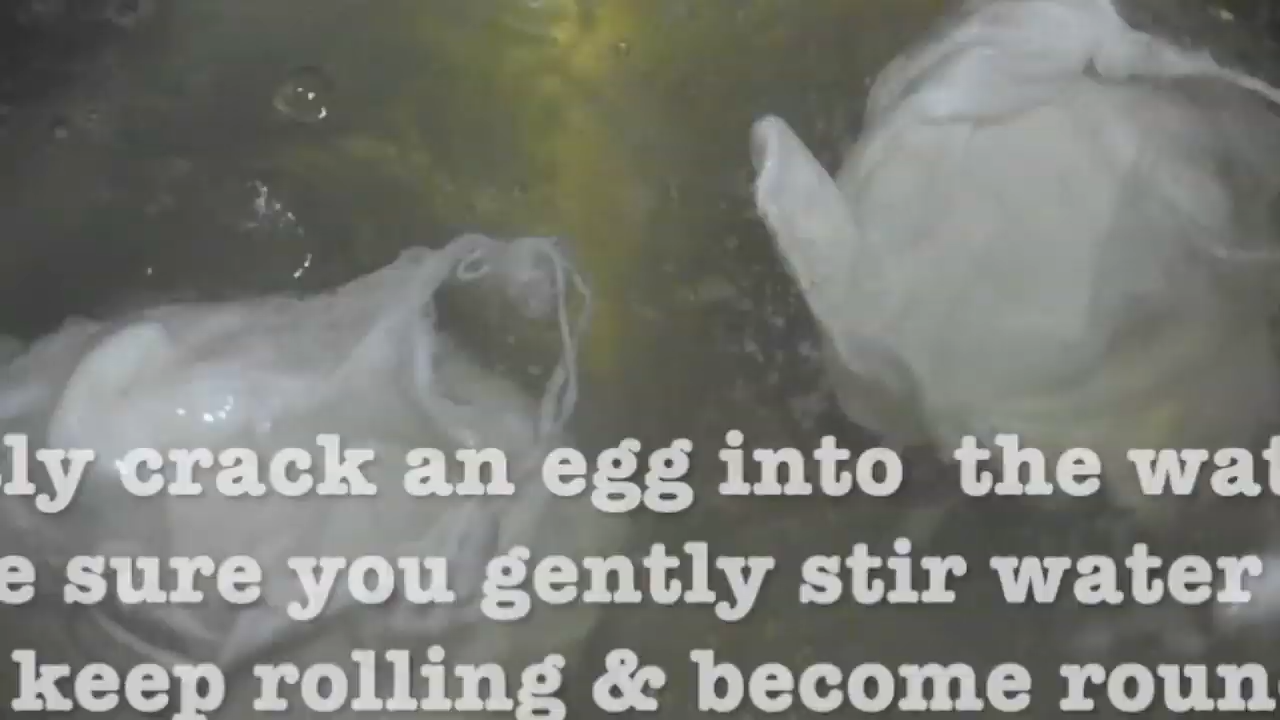 ly crack an egg into the wat
e sure you gently stir water
keep rolling & become roun